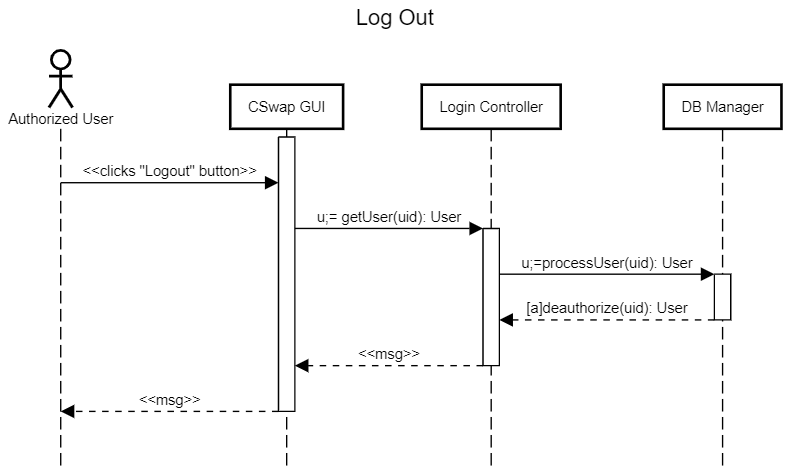 Log Out
Authorized User
CSwap GUI
Login Controller
DB Manager
<<clicks "Logout" button>>
u;= getUser(uid): User
u;=processUser(uid): User
[a]deauthorize(uid): User
<<msg>>
<<msg>>